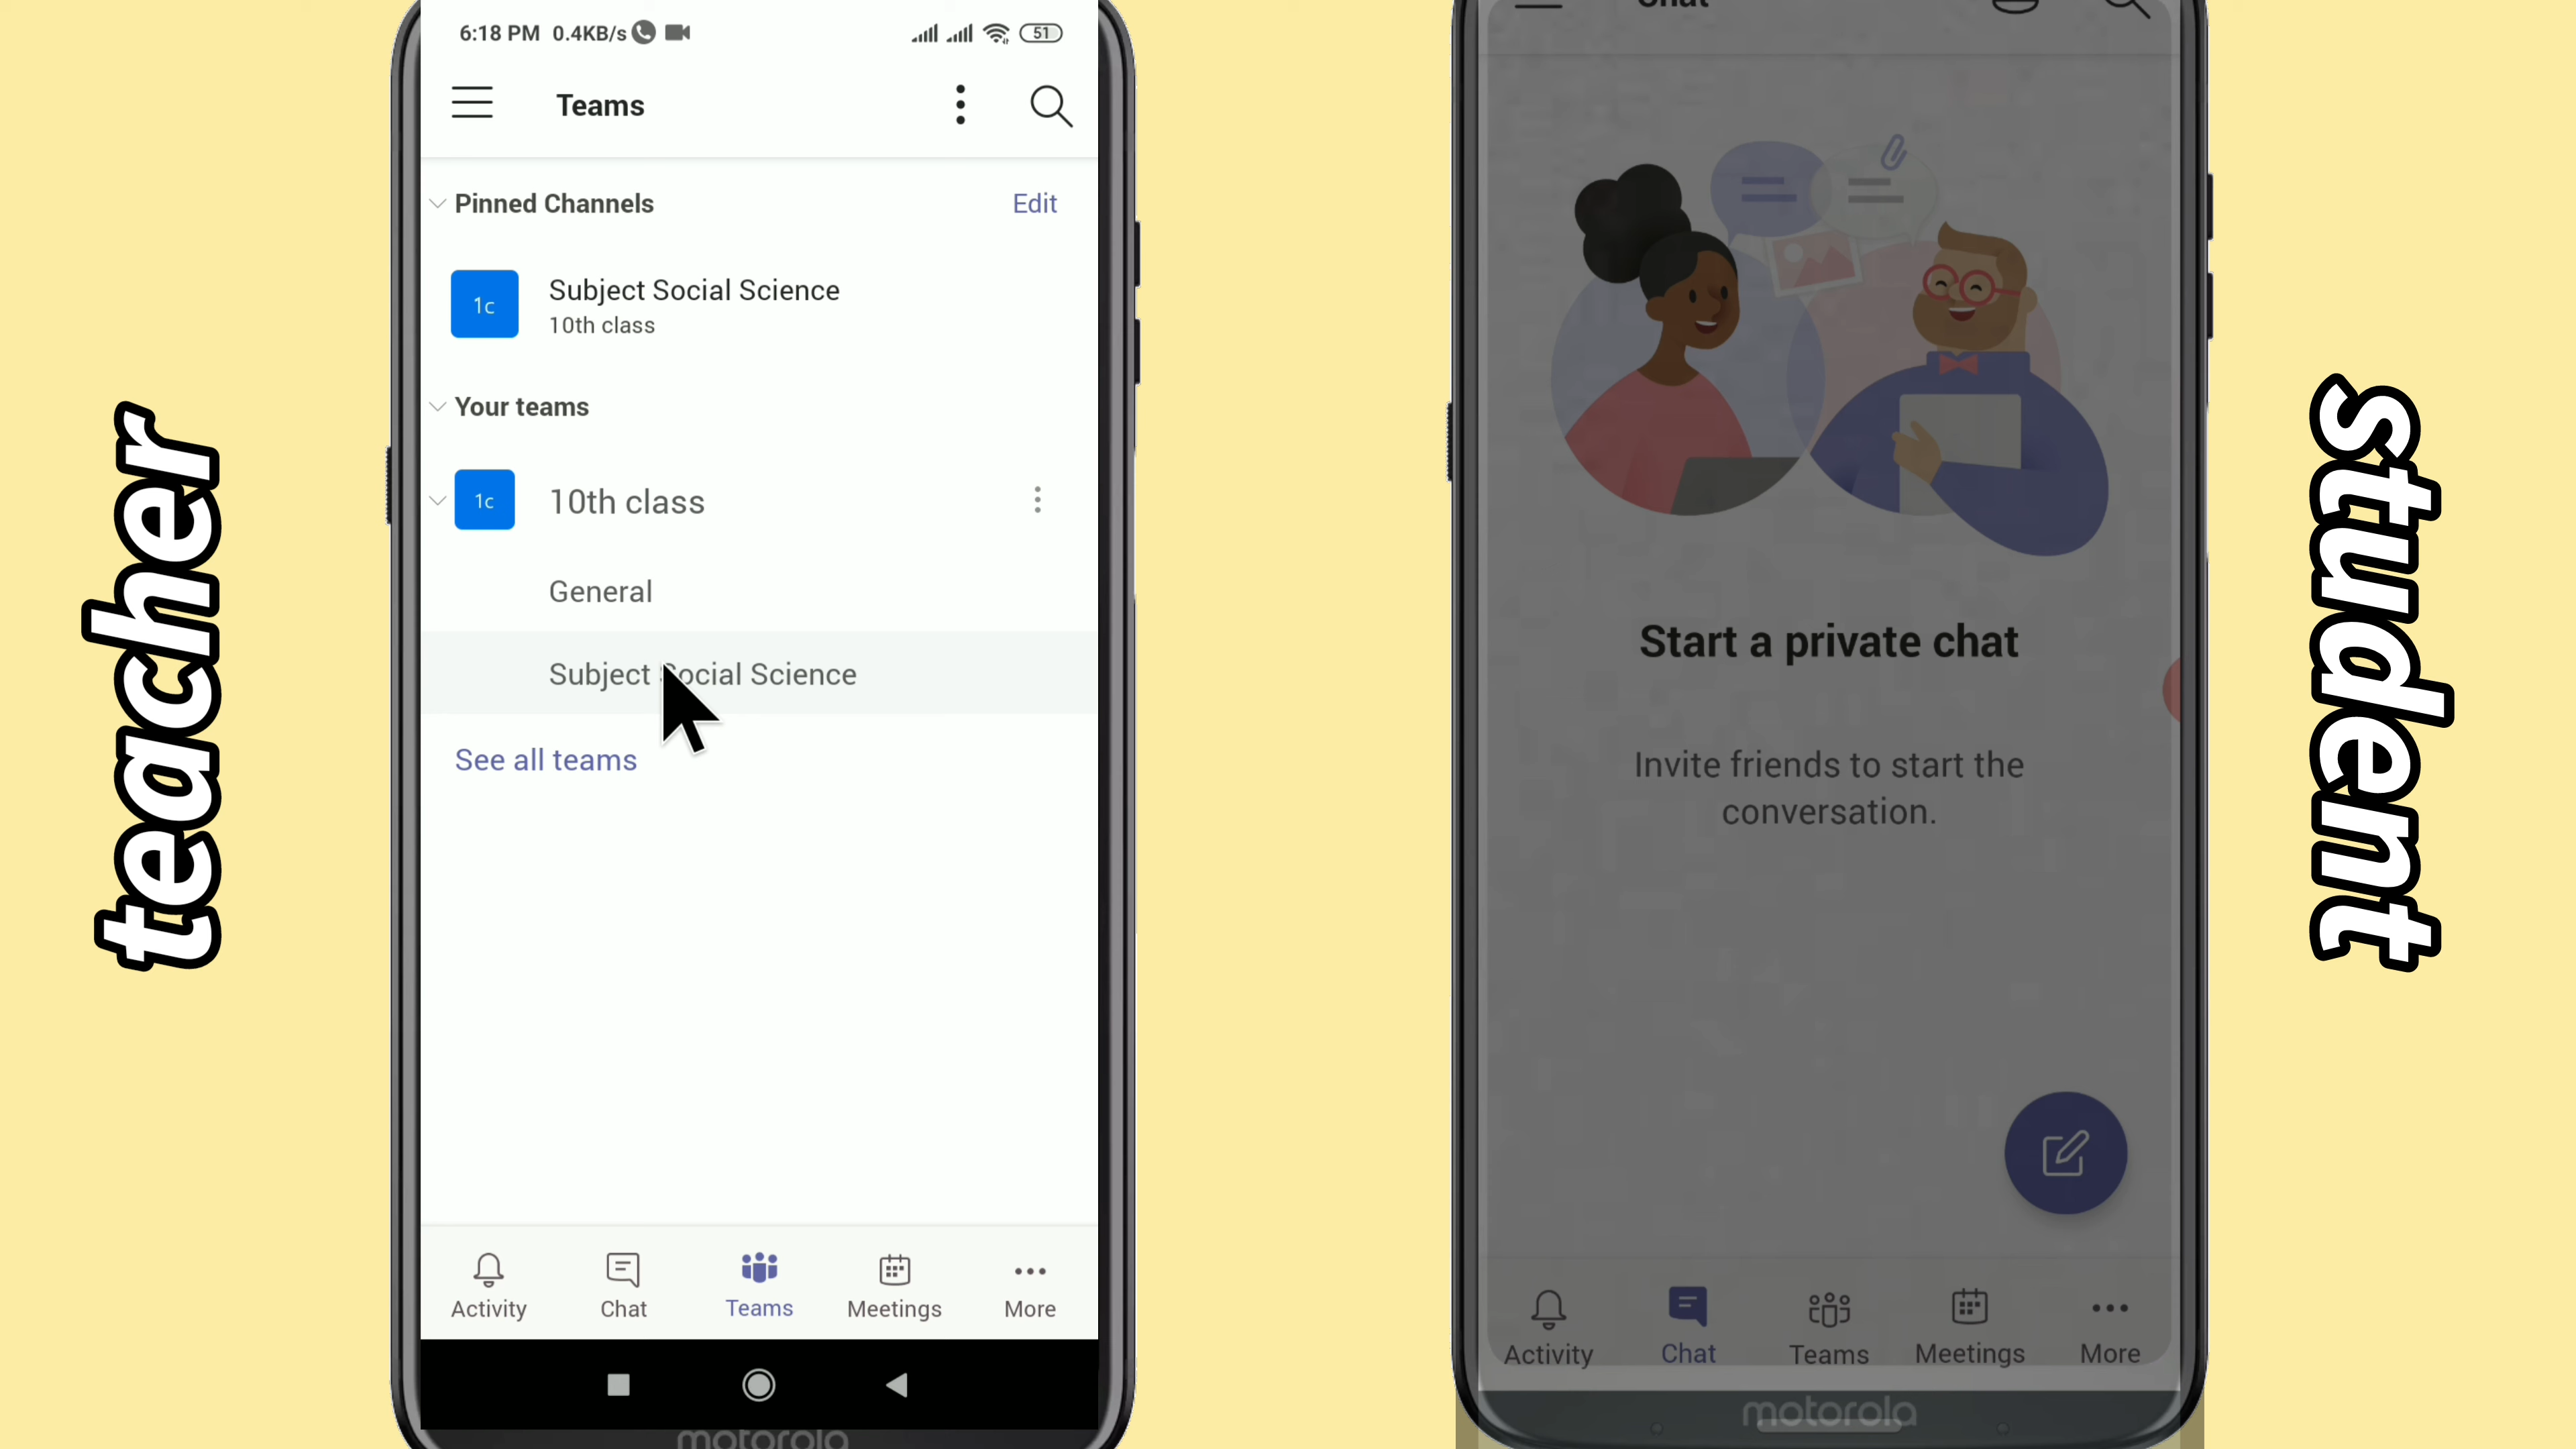 teacher
6:18 PM 0.4KB/s
51
Teams
Pinned Channels
Edit
1c
Subject Social Science
10th class
Your teams
1c
10th class
General
Subject Social Science
See all teams
Activity
Chat
Teams
Meetings
More
motorola
Chat
Start a private chat
Invite friends to start the
conversation.
Activity
Chat
Teams
Meetings
More
motorola
student